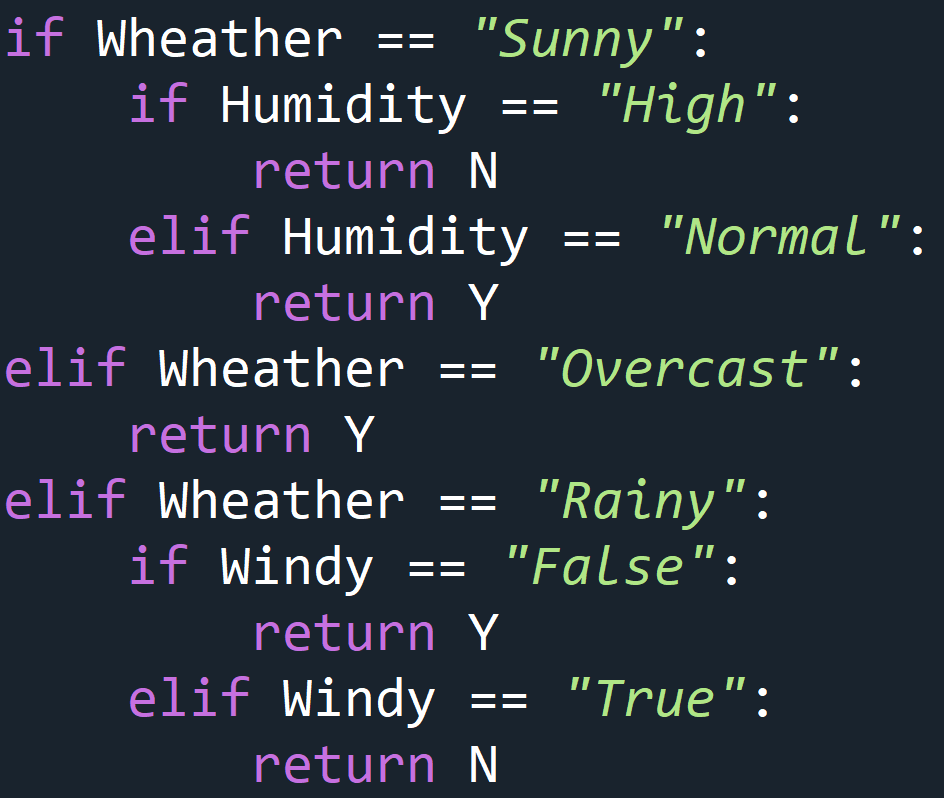 if Wheather == "Sunny":
    if Humidity == "High":
        return N
    elif Humidity == "Normal":
        return Y
elif Wheather == "Overcast":
    return Y
elif Wheather == "Rainy":
    if Windy == "False":
        return Y
    elif Windy == "True":
        return N